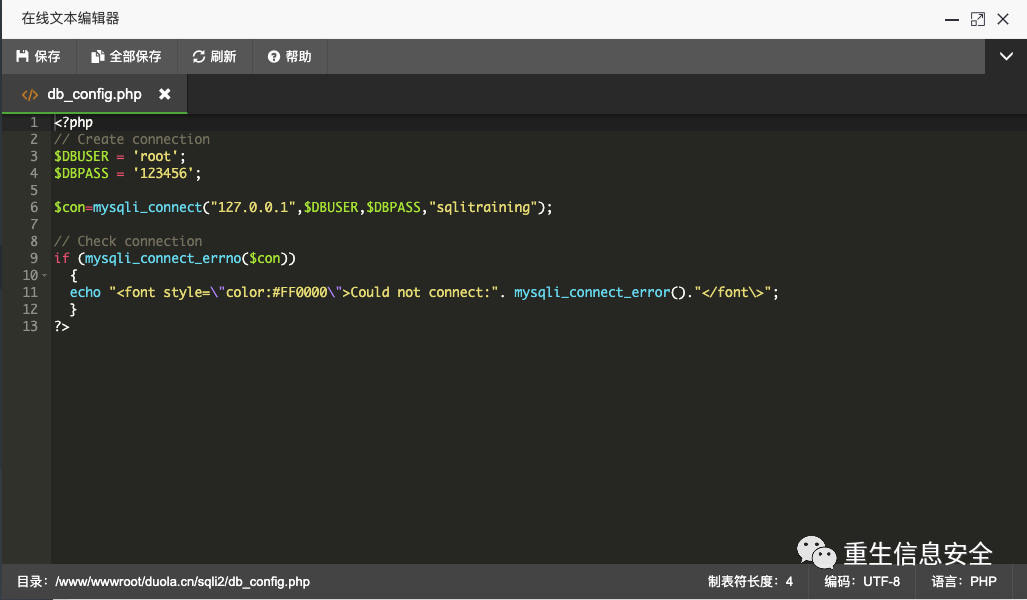 在线文本编辑器
保存 全部保存 刷新 帮助
</> db_config.php
1 <?php
2 // Create connection
3 $DBUSER = 'root';
4 $DBPASS = '123456';
5
6 $con=mysqli_connect("127.0.0.1",$DBUSER,$DBPASS,"sqlitraining");
7
8 // Check connection
9 if (mysqli_connect_errno($con))
10 {
11 echo "<font style=\"color:#FF0000\">Could not connect:". mysqli_connect_error()."</font\>";
12 }
13 ?>
重生信息安全
目录：/www/wwwroot/duola.cn/sqli2/db_config.php 制表符长度：4 编码：UTF-8 语言：PHP